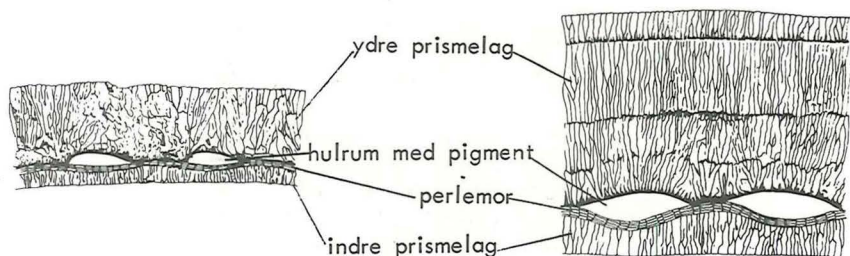 ydre prismelag
hulrum med pigment
perlemor
indre prismelag